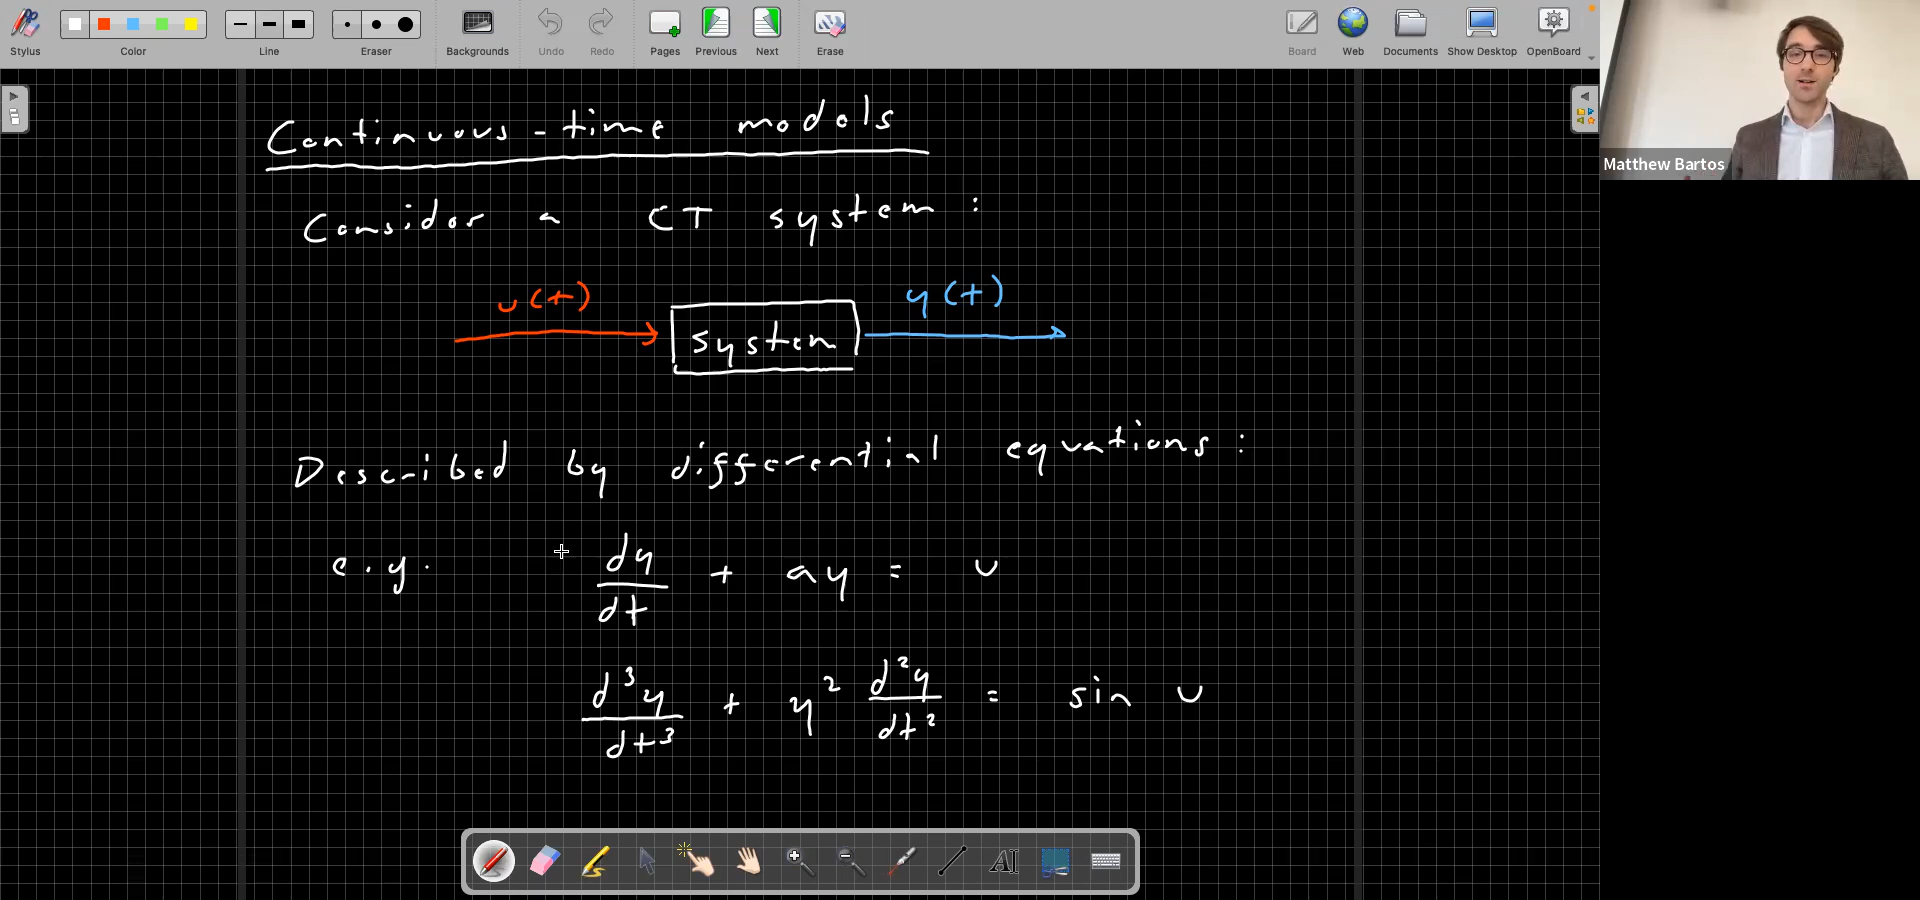 Stylus Color Line Eraser Backgrounds Undo Redo Pages Previous Next Erase Board Web Documents Show Desktop OpenBoard
Matthew Bartos
Continuous-time models
Consider a CT system:
u(t) system y(t)
Described by differential equations:
e.g. dy/dt + ay = u
d³y/dt³ + y² d²y/dt² = sin u
AI